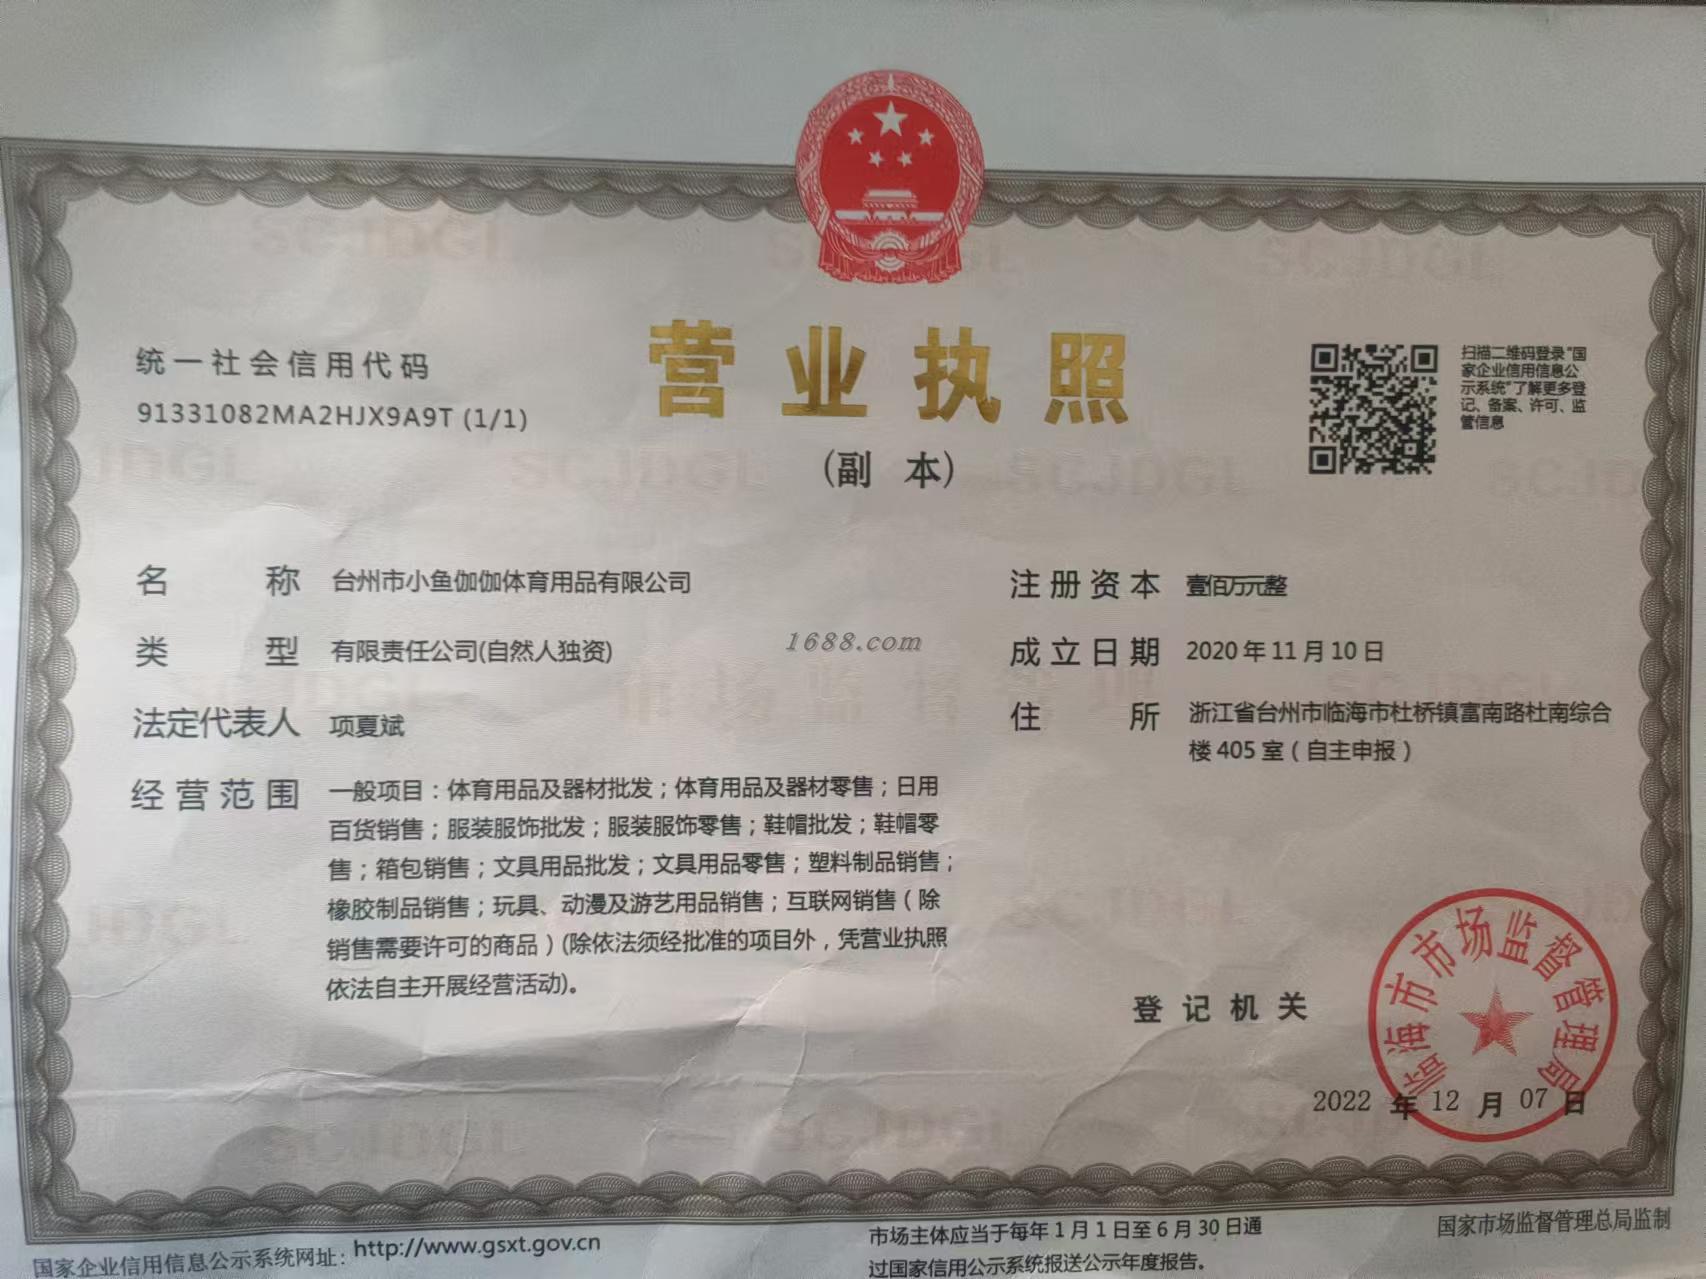 统一社会信用代码
91331082MA2HJX9A9T (1/1)
营业执照
(副 本)
扫描二维码登录“国
家企业信用信息公
示系统”了解更多登
记、备案、许可、监
管信息
名 称 台州市小鱼伽伽体育用品有限公司
类 型 有限责任公司(自然人独资)
法定代表人 项夏斌
经营范围 一般项目：体育用品及器材批发；体育用品及器材零售；日用
百货销售；服装服饰批发；服装服饰零售；鞋帽批发；鞋帽零
售；箱包销售；文具用品批发；文具用品零售；塑料制品销售；
橡胶制品销售；玩具、动漫及游艺用品销售；互联网销售（除
销售需要许可的商品）(除依法须经批准的项目外，凭营业执照
依法自主开展经营活动)。
1688.com
注册资本 壹佰万元整
成立日期 2020 年 11 月 10 日
住 所 浙江省台州市临海市杜桥镇富南路杜南综合
楼 405 室（自主申报）
登记机关
临海市市场监督管理局
2022 年 12 月 07 日
国家企业信用信息公示系统网址：http://www.gsxt.gov.cn
市场主体应当于每年 1 月 1 日至 6 月 30 日通
过国家信用公示系统报送公示年度报告。
国家市场监督管理总局监制